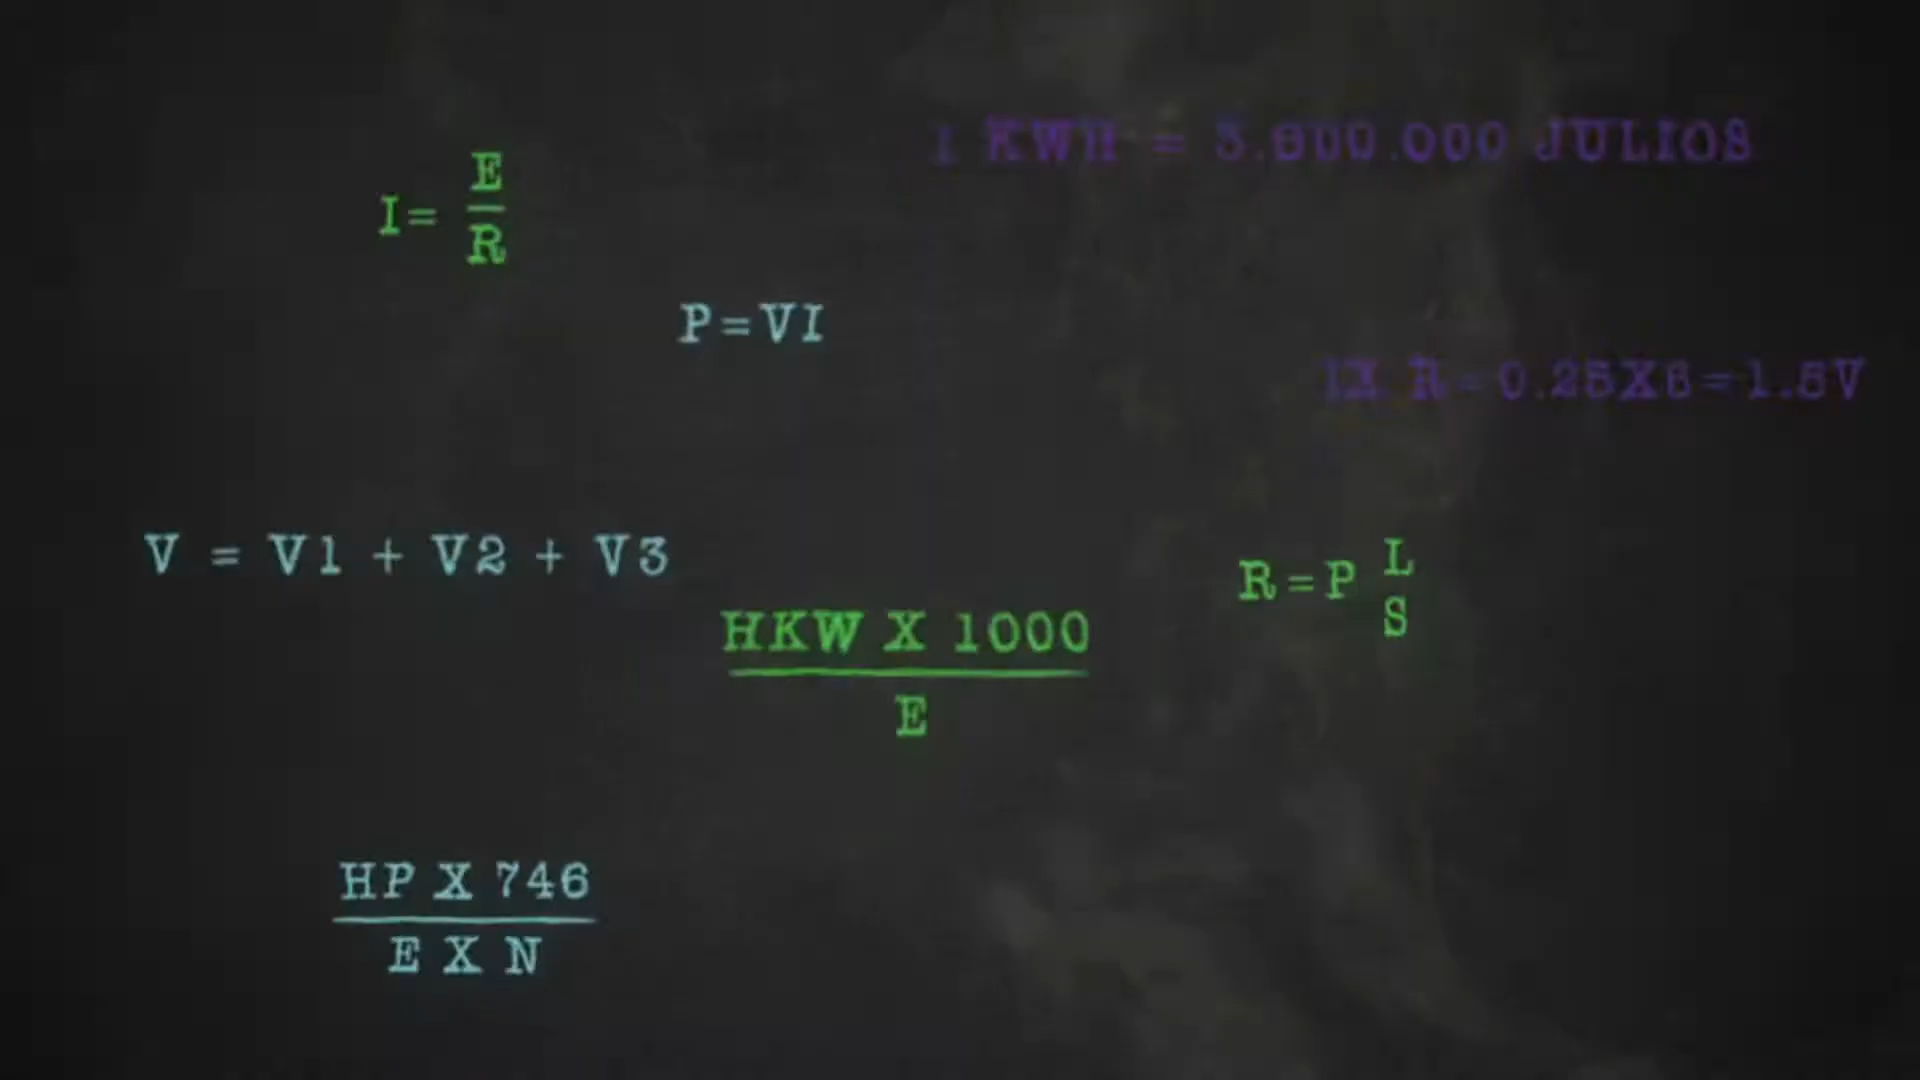 1 KWH = 3.600.000 JULIOS
I= E
R
P=VI
IX R=0.25X6=1.5V
V = V1 + V2 + V3
R=P L
S
HKW X 1000
E
HP X 746
E X N